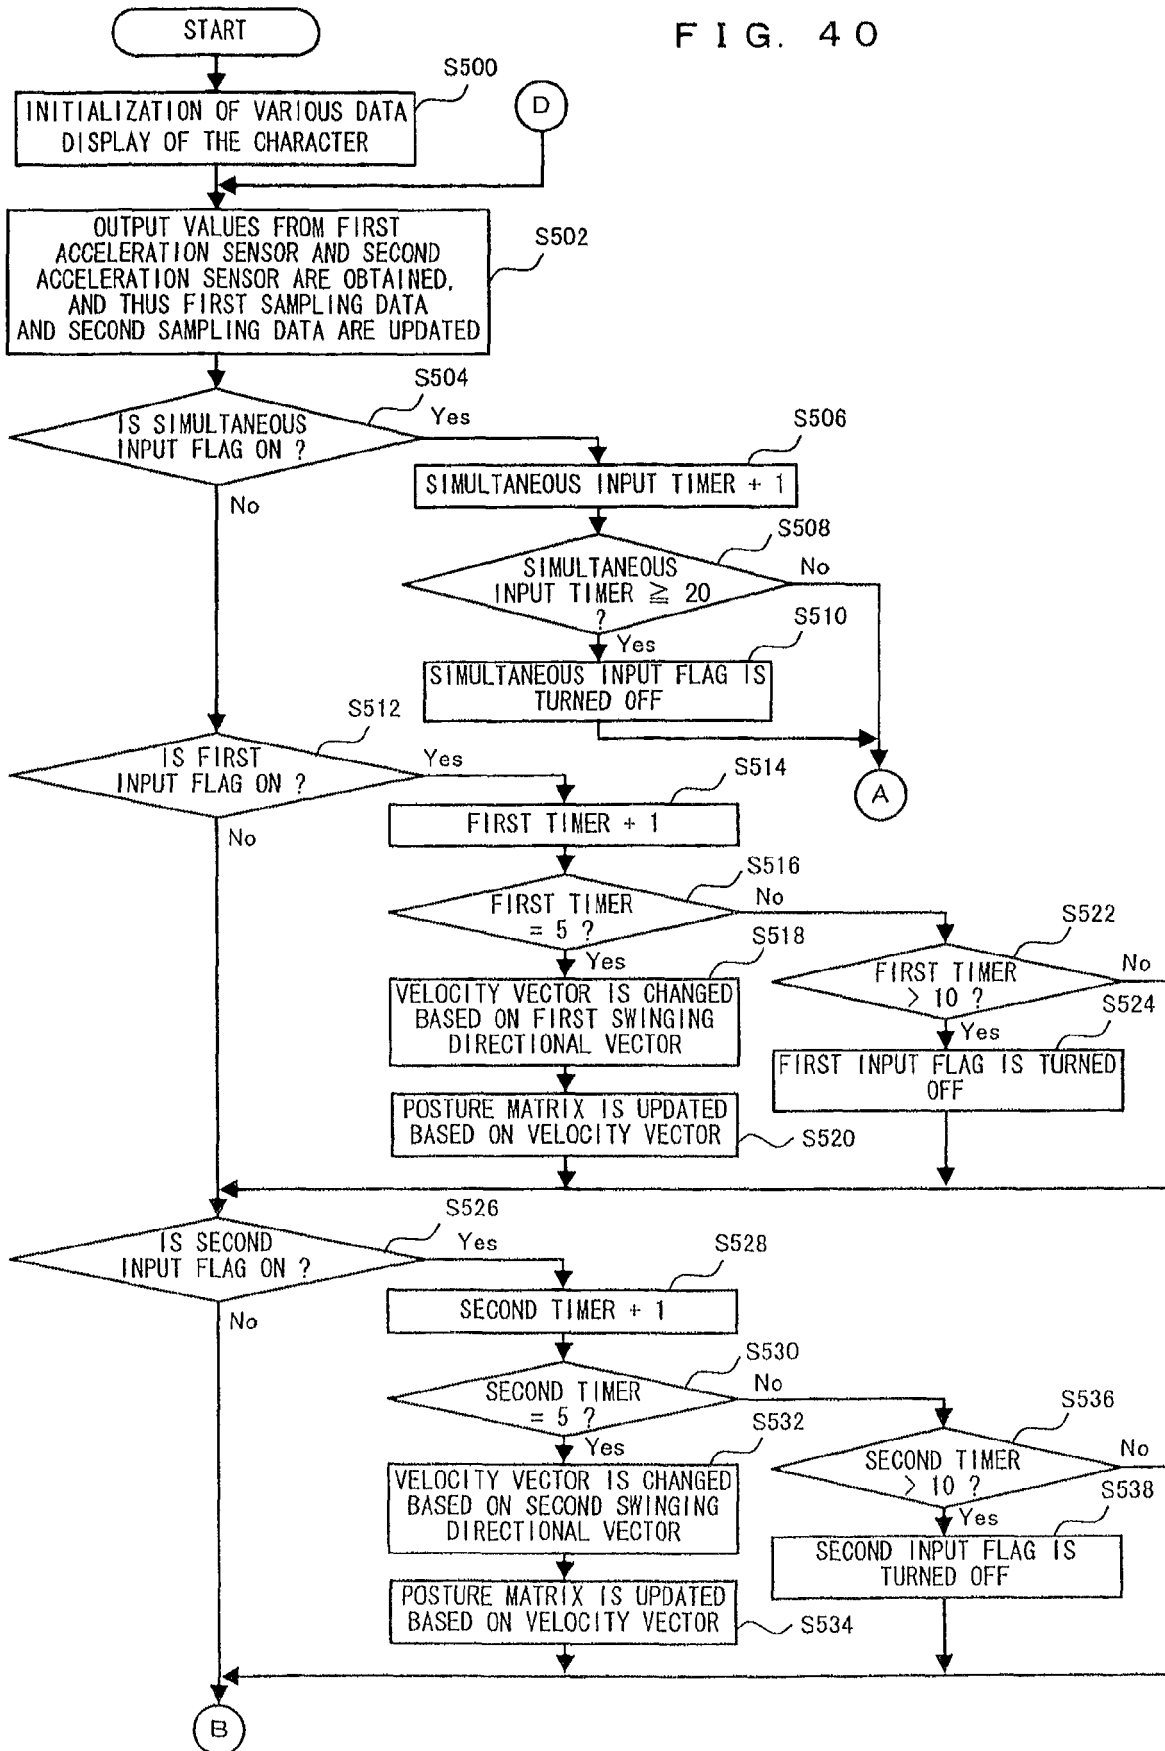 FIG. 40
START
S500
INITIALIZATION OF VARIOUS DATA
DISPLAY OF THE CHARACTER
D
OUTPUT VALUES FROM FIRST
ACCELERATION SENSOR AND SECOND
ACCELERATION SENSOR ARE OBTAINED,
AND THUS FIRST SAMPLING DATA
AND SECOND SAMPLING DATA ARE UPDATED
S502
S504
IS SIMULTANEOUS
INPUT FLAG ON ?
Yes
No
S506
SIMULTANEOUS INPUT TIMER + 1
S508
SIMULTANEOUS
INPUT TIMER ≧ 20
?
No
Yes
S510
SIMULTANEOUS INPUT FLAG IS
TURNED OFF
A
S512
IS FIRST
INPUT FLAG ON ?
Yes
No
S514
FIRST TIMER + 1
S516
FIRST TIMER
= 5 ?
No
Yes
S518
VELOCITY VECTOR IS CHANGED
BASED ON FIRST SWINGING
DIRECTIONAL VECTOR
POSTURE MATRIX IS UPDATED
BASED ON VELOCITY VECTOR
S520
S522
FIRST TIMER
> 10 ?
No
Yes
S524
FIRST INPUT FLAG IS TURNED
OFF
S526
IS SECOND
INPUT FLAG ON ?
Yes
No
S528
SECOND TIMER + 1
S530
SECOND TIMER
= 5 ?
No
Yes
S532
VELOCITY VECTOR IS CHANGED
BASED ON SECOND SWINGING
DIRECTIONAL VECTOR
POSTURE MATRIX IS UPDATED
BASED ON VELOCITY VECTOR
S534
S536
SECOND TIMER
> 10 ?
No
Yes
S538
SECOND INPUT FLAG IS
TURNED OFF
B